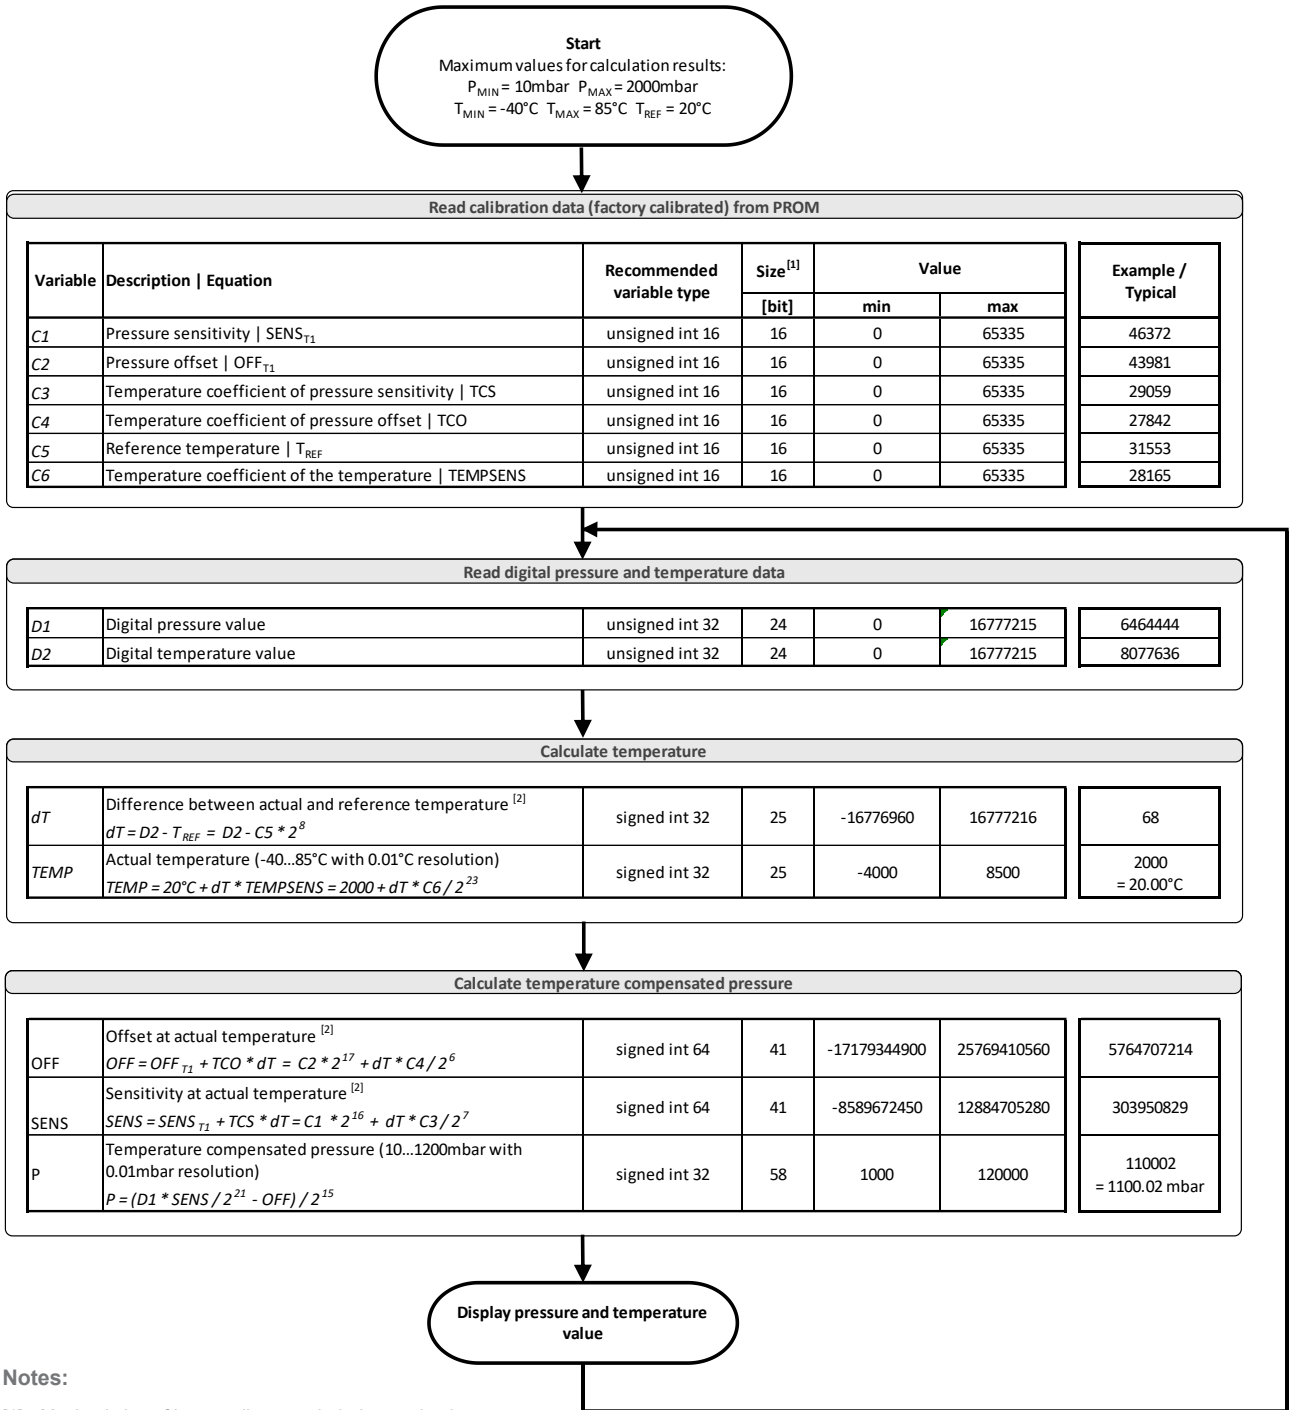 Start
Maximum values for calculation results:
P_MIN = 10mbar P_MAX = 2000mbar
T_MIN = -40°C T_MAX = 85°C T_REF = 20°C
Read calibration data (factory calibrated) from PROM
Variable Description | Equation Recommended variable type Size[1] [bit] Value min max Example / Typical
C1 Pressure sensitivity | SENS_T1 unsigned int 16 16 0 65335 46372
C2 Pressure offset | OFF_T1 unsigned int 16 16 0 65335 43981
C3 Temperature coefficient of pressure sensitivity | TCS unsigned int 16 16 0 65335 29059
C4 Temperature coefficient of pressure offset | TCO unsigned int 16 16 0 65335 27842
C5 Reference temperature | T_REF unsigned int 16 16 0 65335 31553
C6 Temperature coefficient of the temperature | TEMPSENS unsigned int 16 16 0 65335 28165
Read digital pressure and temperature data
D1 Digital pressure value unsigned int 32 24 0 16777215 6464444
D2 Digital temperature value unsigned int 32 24 0 16777215 8077636
Calculate temperature
dT Difference between actual and reference temperature [2] signed int 32 25 -16776960 16777216 68
dT = D2 - T_REF = D2 - C5 * 2^8
TEMP Actual temperature (-40...85°C with 0.01°C resolution) signed int 32 25 -4000 8500 2000
TEMP = 20°C + dT * TEMPSENS = 2000 + dT * C6 / 2^23 = 20.00°C
Calculate temperature compensated pressure
OFF Offset at actual temperature [2] signed int 64 41 -17179344900 25769410560 5764707214
OFF = OFF_T1 + TCO * dT = C2 * 2^17 + dT * C4 / 2^6
SENS Sensitivity at actual temperature [2] signed int 64 41 -8589672450 12884705280 303950829
SENS = SENS_T1 + TCS * dT = C1 * 2^16 + dT * C3 / 2^7
P Temperature compensated pressure (10...1200mbar with
0.01mbar resolution) signed int 32 58 1000 120000 110002
= 1100.02 mbar
P = (D1 * SENS / 2^21 - OFF) / 2^15
Display pressure and temperature
value
Notes: